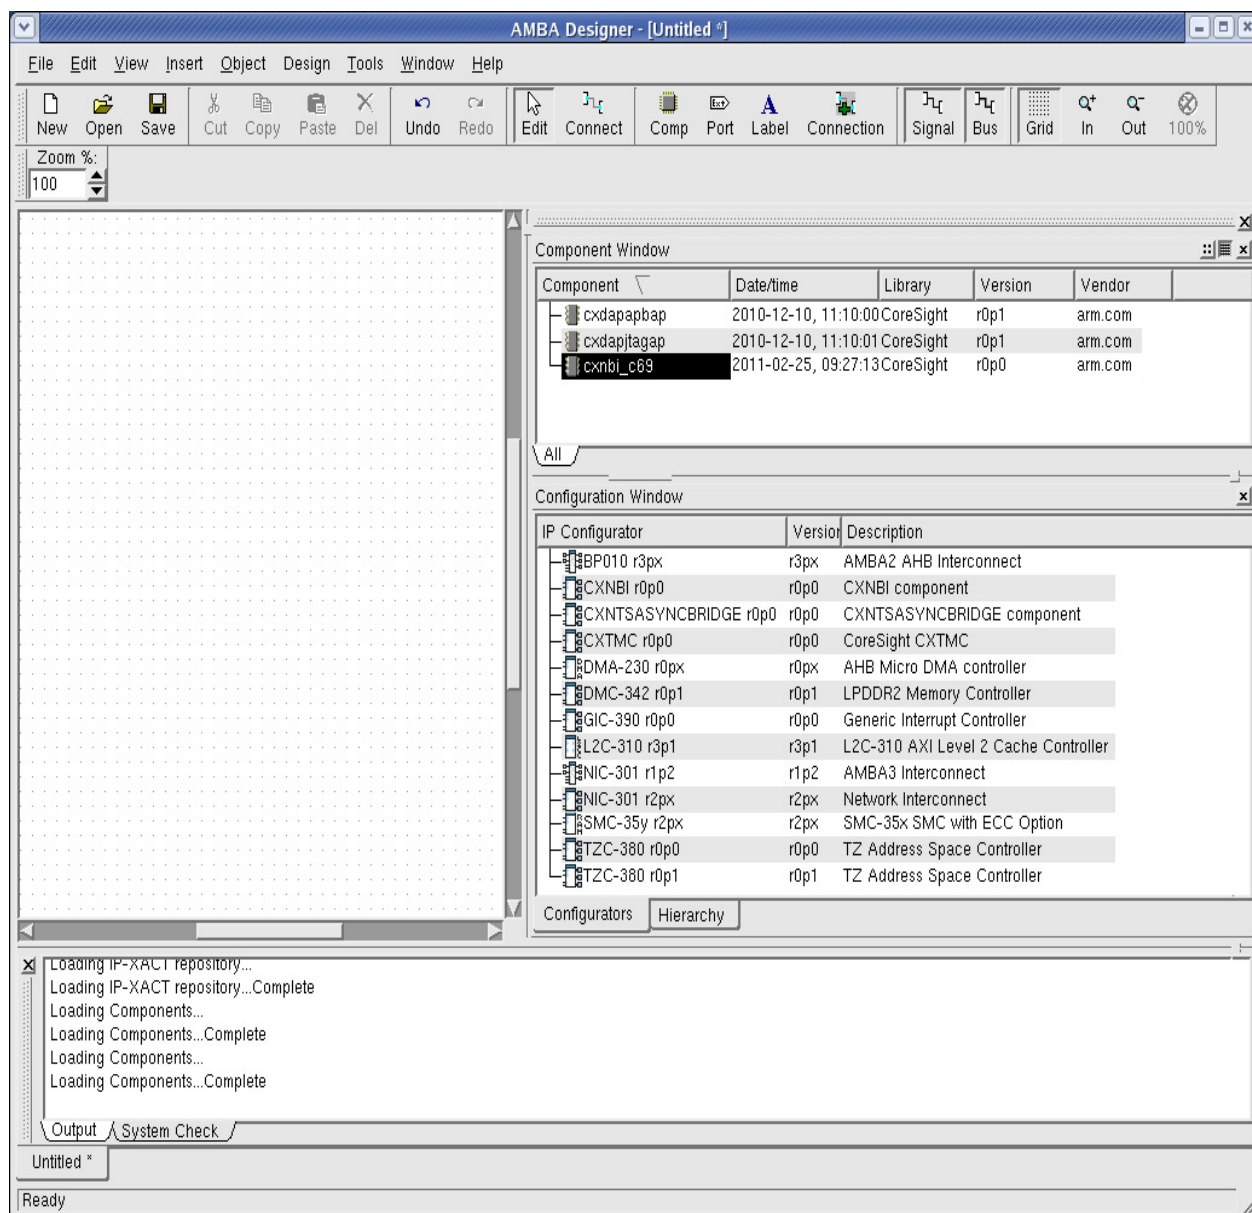 AMBA Designer - [Untitled *]
File Edit View Insert Object Design Tools Window Help
New Open Save Cut Copy Paste Del Undo Redo Edit Connect Comp Port Label Connection Signal Bus Grid In Out 100%
Zoom %:
100
Component Window
Component Date/time Library Version Vendor
cxdapapbap 2010-12-10, 11:10:00 CoreSight r0p1 arm.com
cxdapjtagap 2010-12-10, 11:10:01 CoreSight r0p1 arm.com
cxnbi_c69 2011-02-25, 09:27:13 CoreSight r0p0 arm.com
All
Configuration Window
IP Configurator Version Description
BP010 r3px r3px AMBA2 AHB Interconnect
CXNBI r0p0 r0p0 CXNBI component
CXNTSASYNCBRIDGE r0p0 r0p0 CXNTSASYNCBRIDGE component
CXTMC r0p0 r0p0 CoreSight CXTMC
DMA-230 r0px r0px AHB Micro DMA controller
DMC-342 r0p1 r0p1 LPDDR2 Memory Controller
GIC-390 r0p0 r0p0 Generic Interrupt Controller
L2C-310 r3p1 r3p1 L2C-310 AXI Level 2 Cache Controller
NIC-301 r1p2 r1p2 AMBA3 Interconnect
NIC-301 r2px r2px Network Interconnect
SMC-35y r2px r2px SMC-35x SMC with ECC Option
TZC-380 r0p0 r0p0 TZ Address Space Controller
TZC-380 r0p1 r0p1 TZ Address Space Controller
Configurators Hierarchy
Loading IP-XACT repository...
Loading IP-XACT repository...Complete
Loading Components...
Loading Components...Complete
Loading Components...
Loading Components...Complete
Output System Check
Untitled *
Ready